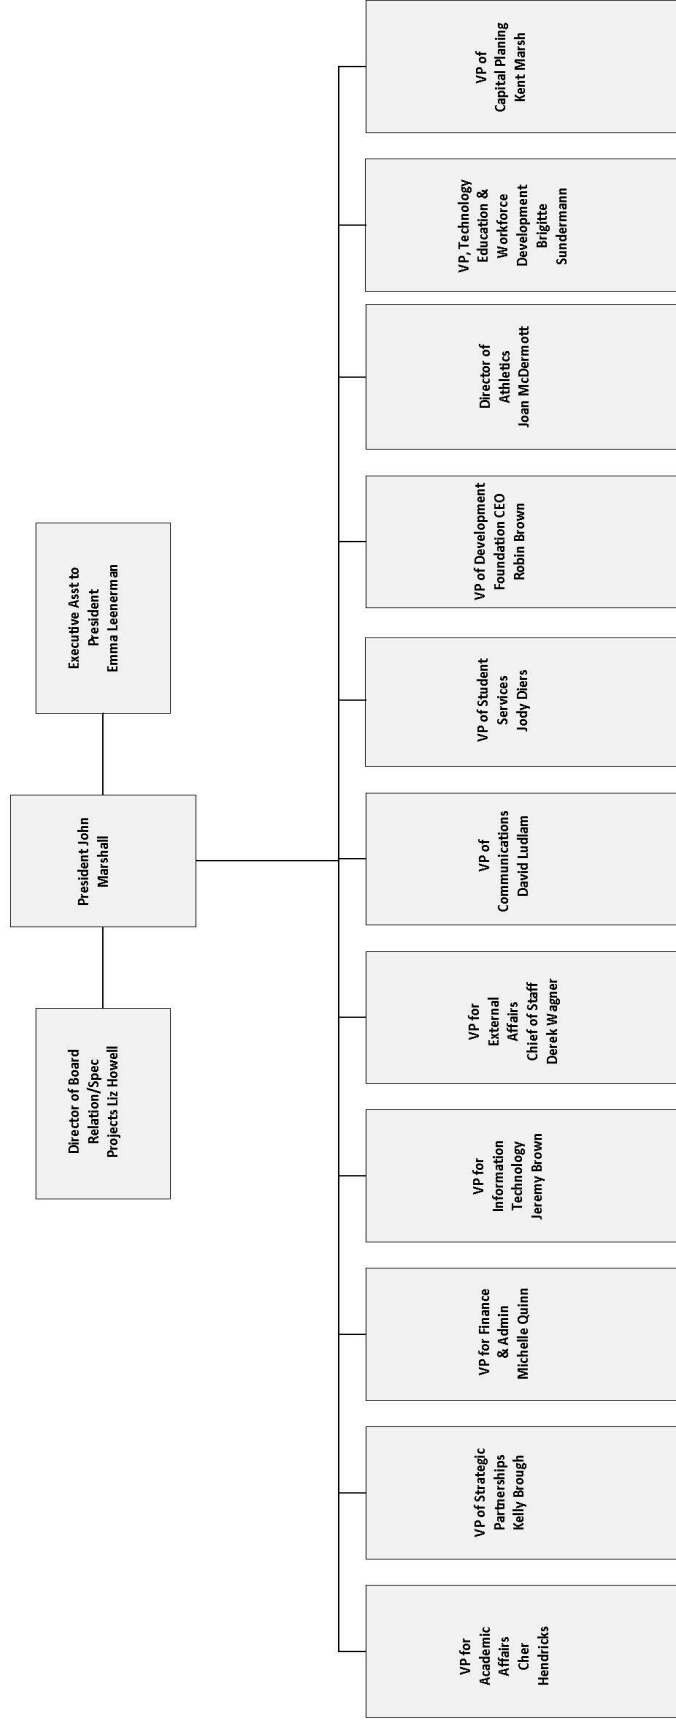 President John
Marshall
Director of Board
Relation/Spec
Projects Liz Howell
Executive Asst to
President
Emma Leenerman
VP for
Academic
Affairs
Cher
Hendricks
VP of Strategic
Partnerships
Kelly Brough
VP for Finance
& Admin
Michelle Quinn
VP for
Information
Technology
Jeremy Brown
VP for
External
Affairs
Chief of Staff
Derek Wagner
VP of
Communications
David Ludlam
VP of Student
Services
Jody Diers
VP of Development
Foundation CEO
Robin Brown
Director of
Athletics
Joan McDermott
VP, Technology
Education &
Workforce
Development
Brigitte
Sundermann
VP of
Capital Planing
Kent Marsh